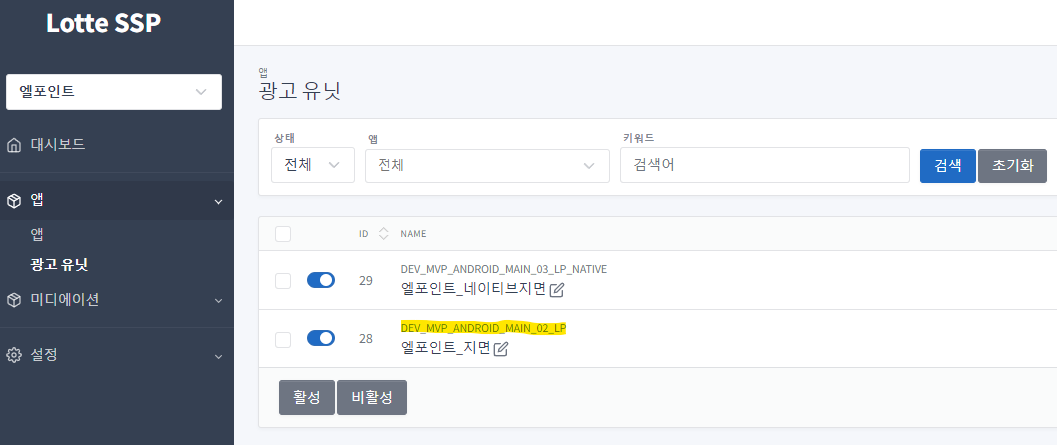 Lotte SSP
엘포인트
대시보드
앱
앱
광고 유닛
미디에이션
설정
앱
광고 유닛
상태
앱
키워드
전체
전체
검색어
검색
초기화
ID
NAME
29
DEV_MVP_ANDROID_MAIN_03_LP_NATIVE
엘포인트_네이티브지면
28
DEV_MVP_ANDROID_MAIN_02_LP
엘포인트_지면
활성
비활성